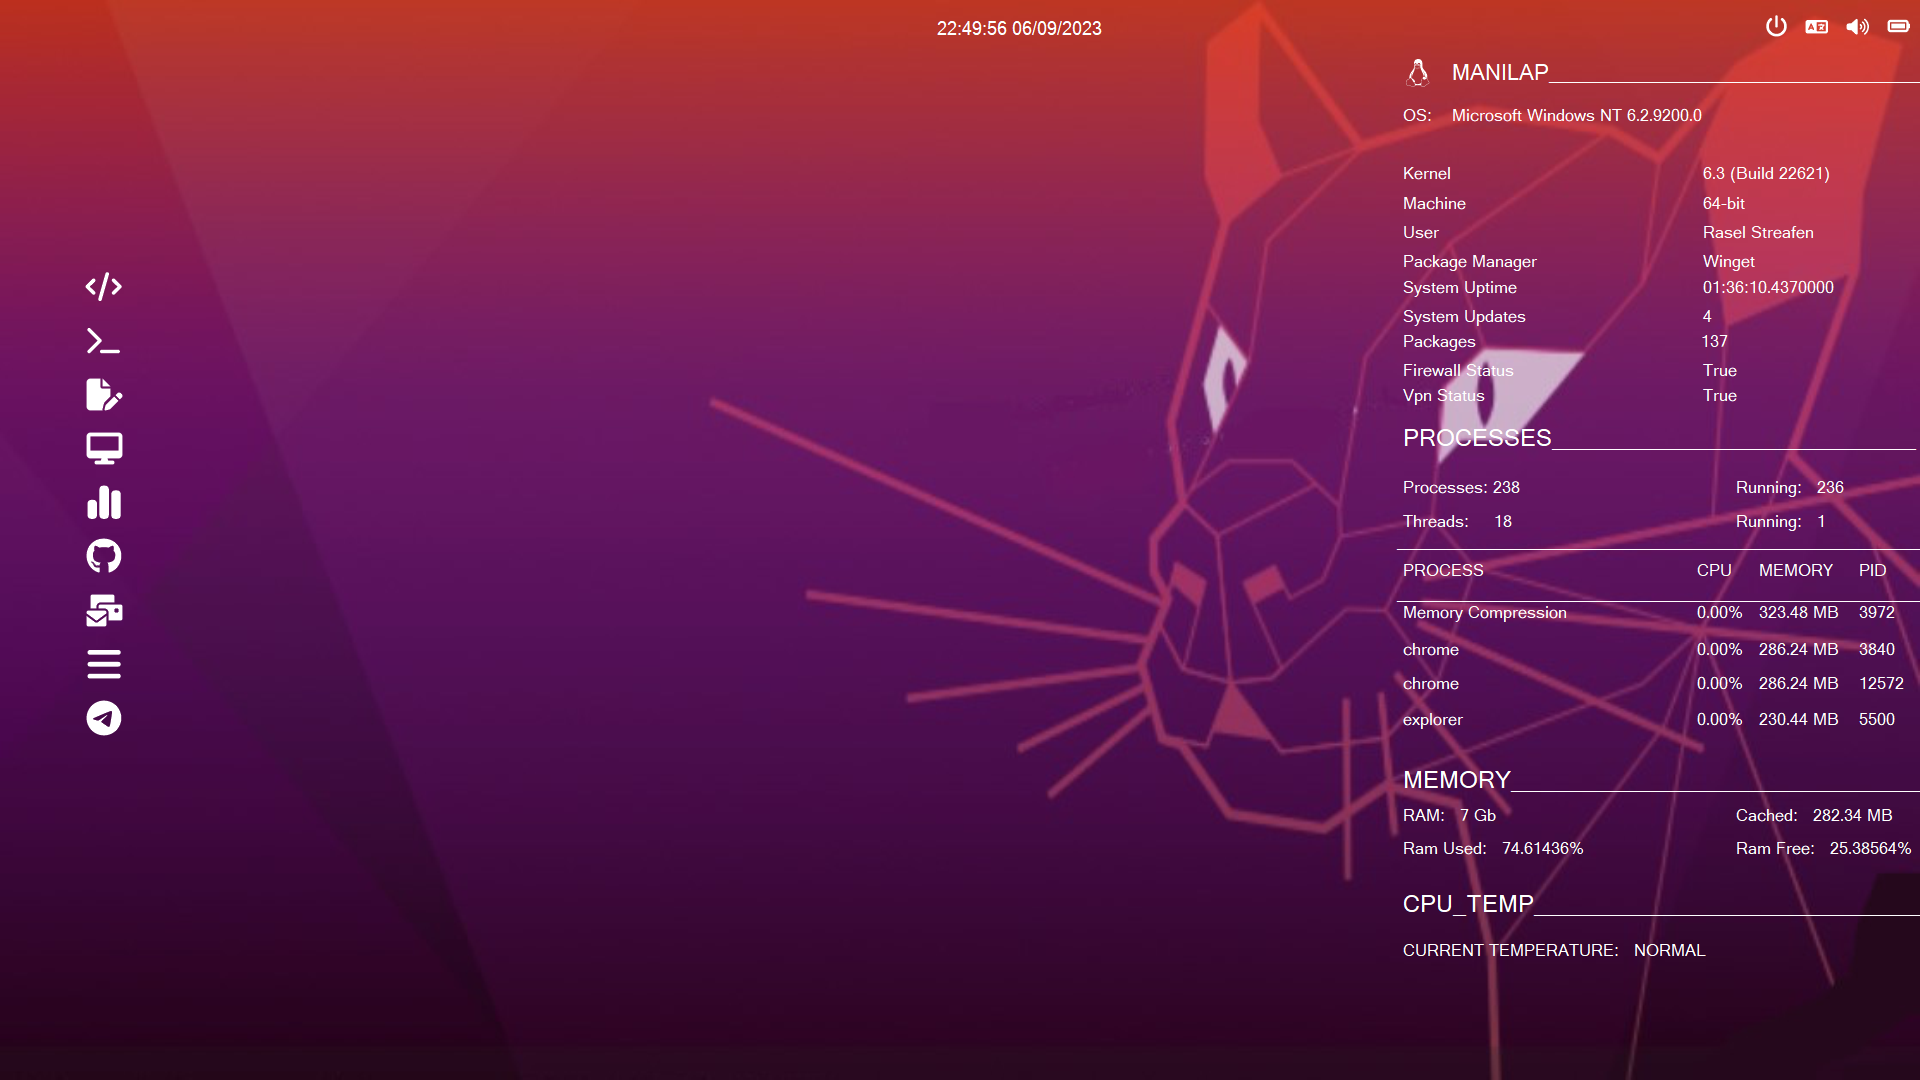 22:49:56 06/09/2023
MANILAP
OS: Microsoft Windows NT 6.2.9200.0
Kernel 6.3 (Build 22621)
Machine 64-bit
User Rasel Streafen
Package Manager Winget
System Uptime 01:36:10.4370000
System Updates 4
Packages 137
Firewall Status True
Vpn Status True
PROCESSES
Processes: 238 Running: 236
Threads: 18 Running: 1
PROCESS CPU MEMORY PID
Memory Compression 0.00% 323.48 MB 3972
chrome 0.00% 286.24 MB 3840
chrome 0.00% 286.24 MB 12572
explorer 0.00% 230.44 MB 5500
MEMORY
RAM: 7 Gb Cached: 282.34 MB
Ram Used: 74.61436% Ram Free: 25.38564%
CPU_TEMP
CURRENT TEMPERATURE: NORMAL